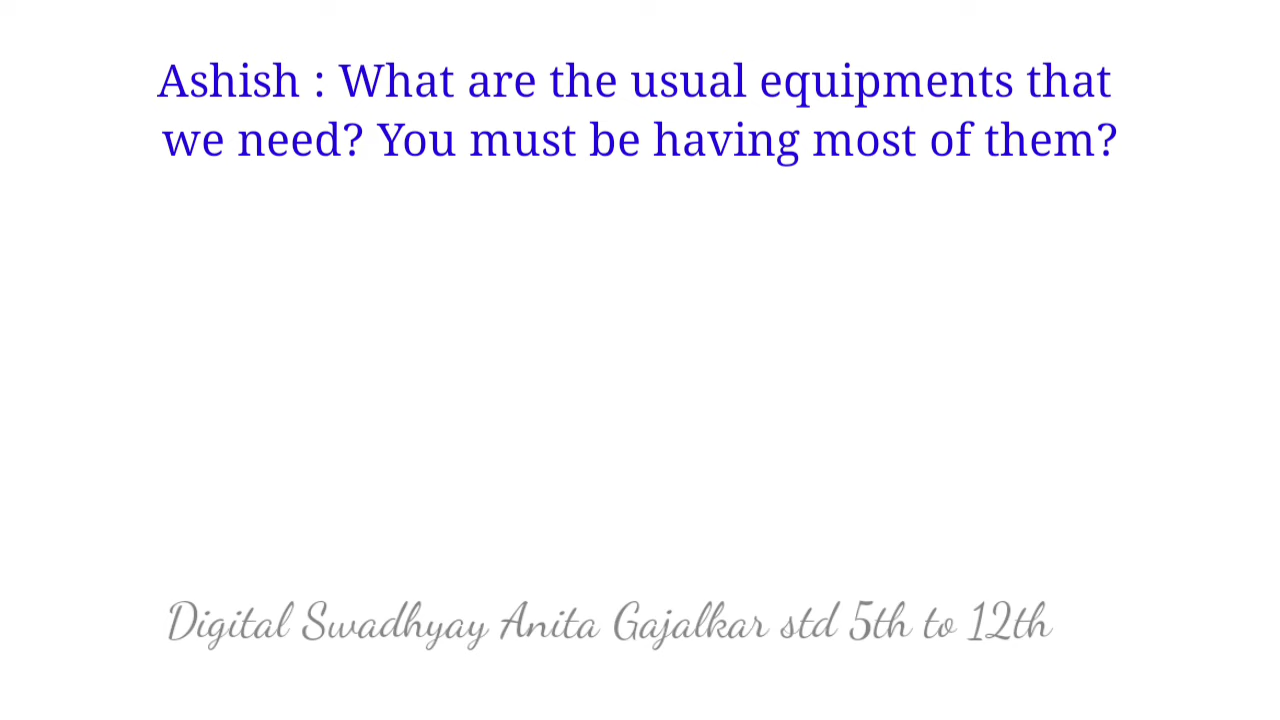 Ashish : What are the usual equipments that
we need? You must be having most of them?
Digital Swadhyay Anita Gajalkar std 5th to 12th